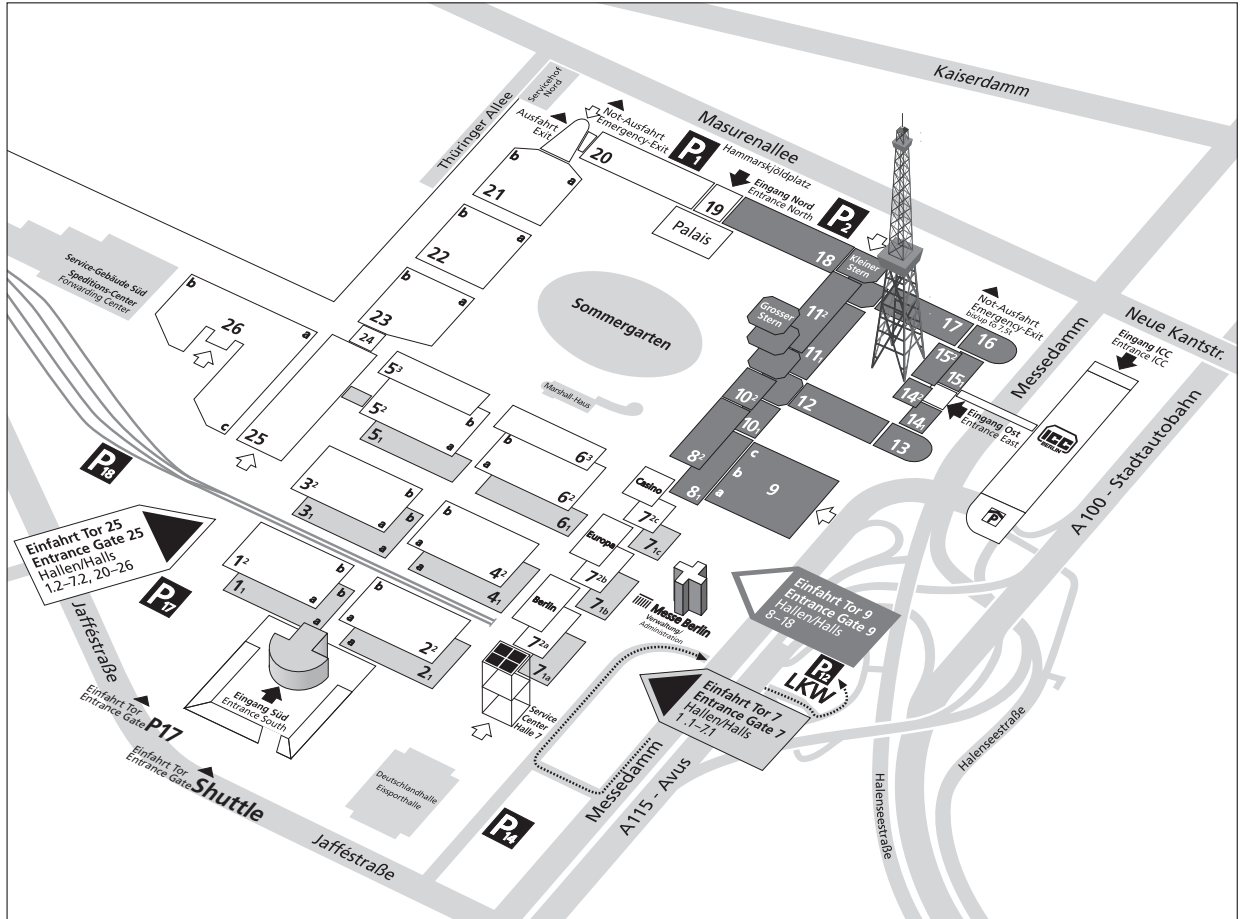 Kaiserdamm
Servicehof
Nord
Thüringer Allee
Ausfahrt
Exit
Not-Ausfahrt
Emergency-Exit
P1
Masurenallee
Hammarskjöldplatz
Eingang Nord
Entrance North
P2
20
b
a
21
19
Palais
18
Kleiner
Stern
b
a
22
Service-Gebäude Süd
Speditions-Center
Forwarding Center
b
26
a
c
b
a
23
24
25
Sommergarten
Grosser
Stern
11²
11₁
17
16
Not-Ausfahrt
Emergency-Exit
bis/up to 7,5t
Neue Kantstr.
Messedamm
Eingang ICC
Entrance ICC
15²
15₁
14²
14₁
Eingang Ost
Entrance East
ICC
BERLIN
P
A 100 - Stadtautobahn
Marshall-Haus
10²
10₁
12
13
8²
8₁
c
b
a
9
5³
5²
b
a
5₁
b
a
6³
6²
6₁
Casino
7²c
7₁c
Europa
7²b
7₁b
Berlin
7²a
7₁a
P18
3²
b
a
3₁
b
a
b
a
4²
a
4₁
Einfahrt Tor 25
Entrance Gate 25
Hallen/Halls
1.2–7.2, 20–26
P17
1²
b
a
1₁
b
a
b
a
2²
a
2₁
Messe Berlin
Verwaltung/
Administration
Einfahrt Tor 9
Entrance Gate 9
Hallen/Halls
8–18
P12
LKW
Einfahrt Tor 7
Entrance Gate 7
Hallen/Halls
1 .1–7.1
Service
Center
Halle 7
Eingang Süd
Entrance South
Jafféstraße
Einfahrt Tor
Entrance Gate
P17
Einfahrt Tor
Entrance Gate
Shuttle
Deutschlandhalle
Eissporthalle
Jafféstraße
P14
Messedamm
A115 - Avus
Halenseestraße
Halenseestraße